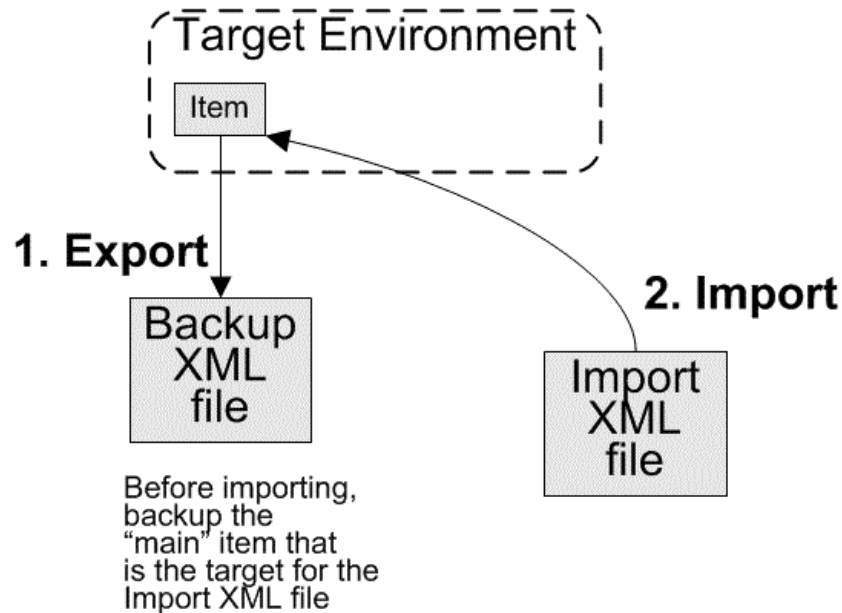 Target Environment
Item
1. Export
2. Import
Backup
XML
file
Import
XML
file
Before importing,
backup the
“main” item that
is the target for the
Import XML file